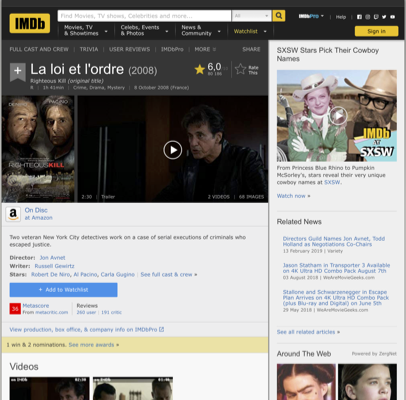 IMDb
Find Movies, TV shows, Celebrities and more...
All
IMDbPro
Help
Movies, TV & Showtimes
Celebs, Events & Photos
News & Community
Watchlist
Sign in
FULL CAST AND CREW | TRIVIA | USER REVIEWS | IMDbPro | MORE
SHARE
La loi et l'ordre (2008)
Righteous Kill (original title)
R | 1h 41min | Crime, Drama, Mystery | 8 October 2008 (France)
6,0
Rate This
DENIRO
PACINO
RIGHTEOUS KILL
2:30 | Trailer
2 VIDEOS | 68 IMAGES
On Disc
at Amazon
Two veteran New York City detectives work on a case of serial executions of criminals who
escaped justice.
Director: Jon Avnet
Writer: Russell Gewirtz
Stars: Robert De Niro, Al Pacino, Carla Gugino | See full cast & crew »
+ Add to Watchlist
36
Metascore
From metacritic.com
Reviews
260 user | 191 critic
View production, box office, & company info on IMDbPro
1 win & 2 nominations. See more awards »
Videos
SXSW Stars Pick Their Cowboy
Names
IMDb
SXSW
From Princess Blue Rhino to Pumpkin
McSorley's, stars reveal their very
unique cowboy names at SXSW.
Watch now »
Related News
Directors Guild Names Jon Avnet, Todd
Holland as Negotiations Co-Chairs
13 February 2019 | Variety
Jason Statham in Transporter 3 Available
on 4K Ultra HD Combo Pack August 7th
03 August 2018 | WeAreMovieGeeks.com
Stallone and Schwarzenegger in Escape
Plan Arrives on 4K Ultra HD Combo Pack
(plus Blu-ray and Digital) on June 5th
29 May 2018 | WeAreMovieGeeks.com
See all related articles »
Around The Web
Powered by ZergNet